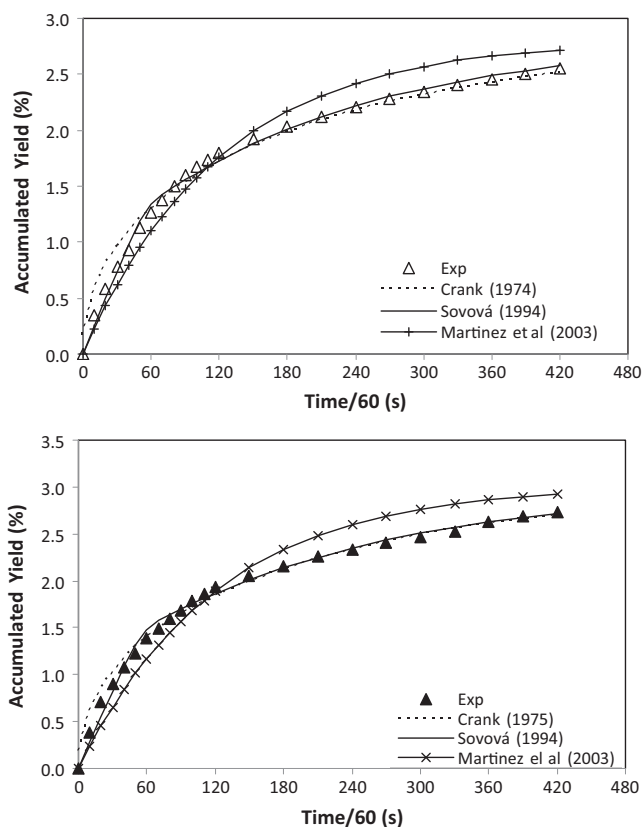 3.0
2.5
2.0
1.5
1.0
0.5
0.0
Accumulated Yield (%)
0 60 120 180 240 300 360 420 480
Time/60 (s)
Exp
Crank (1974)
Sovová (1994)
Martinez et al (2003)
3.5
3.0
2.5
2.0
1.5
1.0
0.5
0.0
Accumulated Yield (%)
0 60 120 180 240 300 360 420 480
Time/60 (s)
Exp
Crank (1975)
Sovová (1994)
Martinez el al (2003)